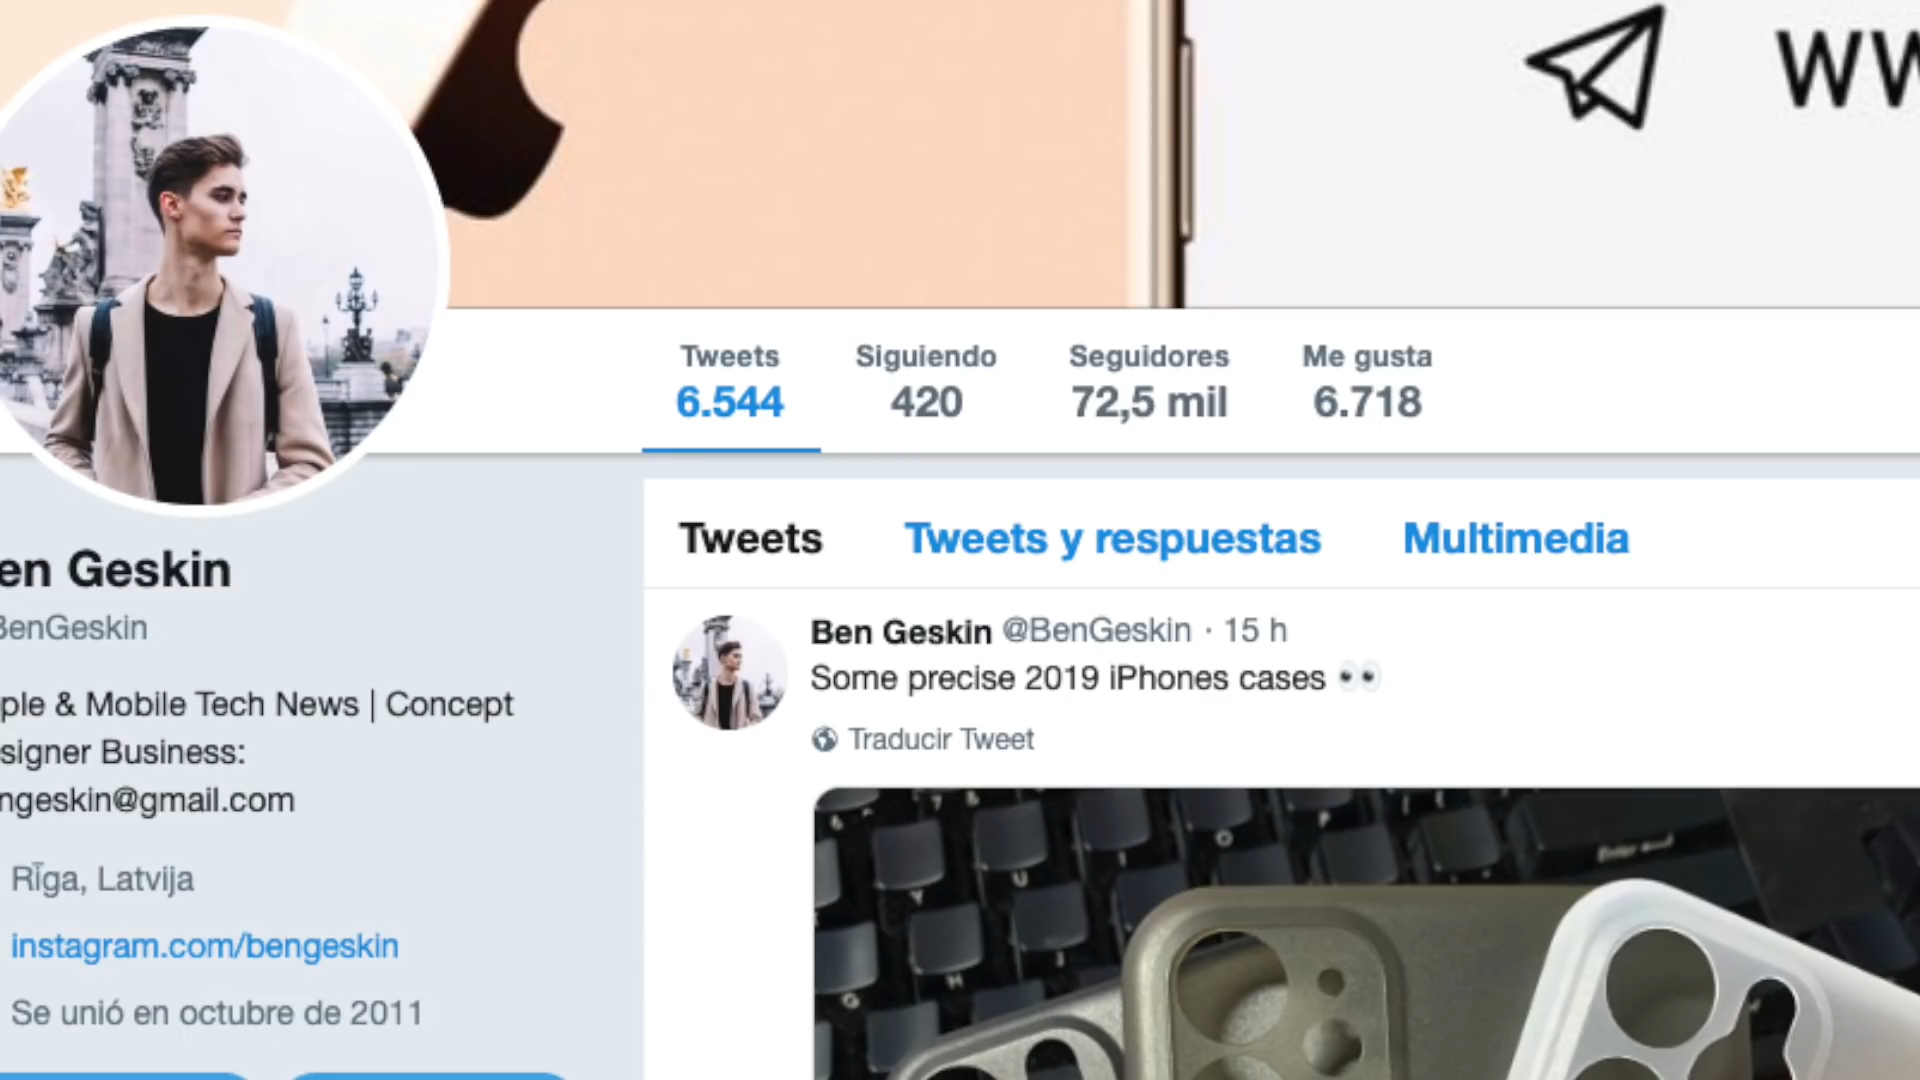 WW
Tweets Siguiendo Seguidores Me gusta
6.544 420 72,5 mil 6.718
en Geskin
BenGeskin
ple & Mobile Tech News | Concept
signer Business:
ngeskin@gmail.com
Rīga, Latvija
instagram.com/bengeskin
Se unió en octubre de 2011
Tweets Tweets y respuestas Multimedia
Ben Geskin @BenGeskin · 15 h
Some precise 2019 iPhones cases 👀
Traducir Tweet
Enter